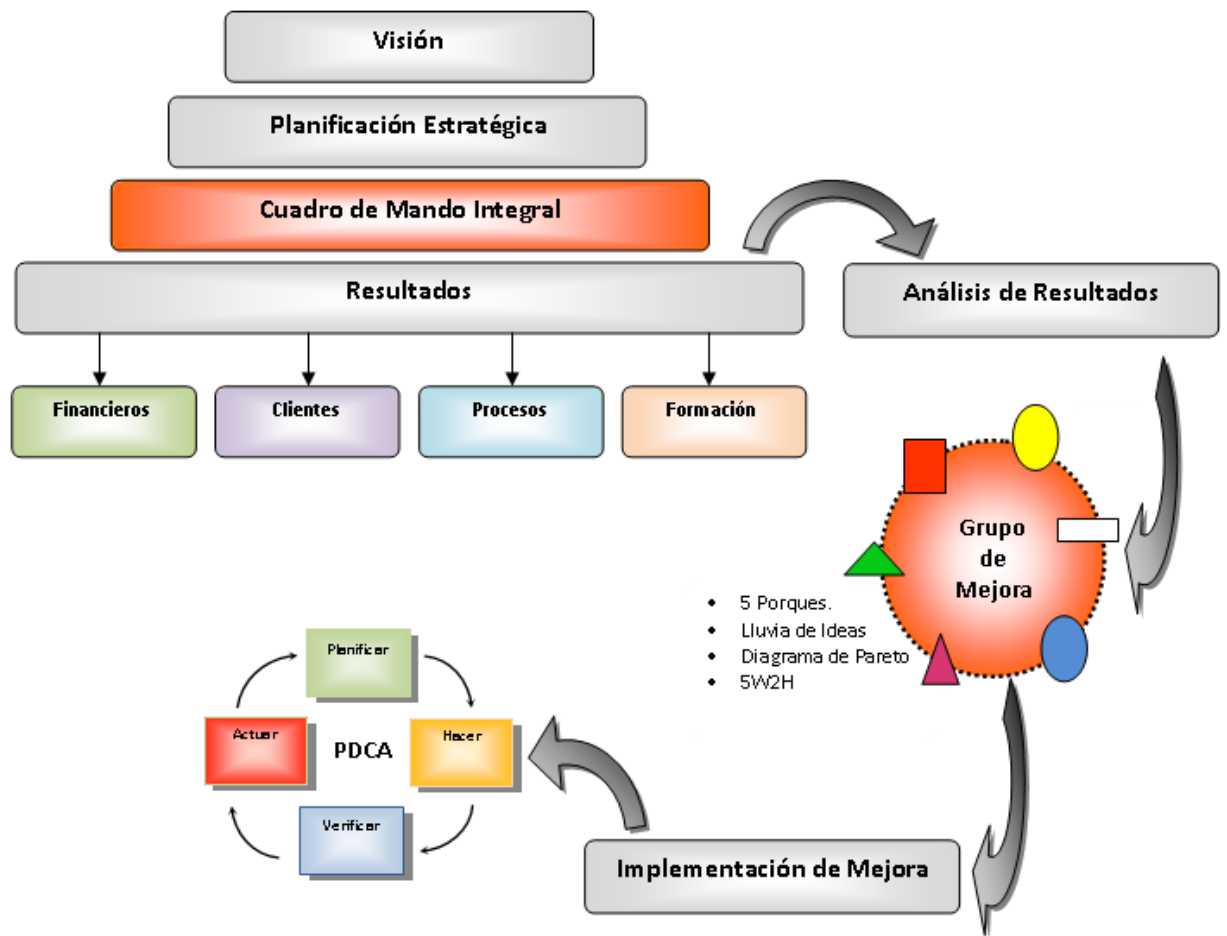 Visión
Planificación Estratégica
Cuadro de Mando Integral
Resultados
Análisis de Resultados
Financieros
Clientes
Procesos
Formación
Grupo
de
Mejora
• 5 Porques.
• Lluvia de Ideas
• Diagrama de Pareto
• 5W2H
Planificar
Actuar
PDCA
Hacer
Verificar
Implementación de Mejora